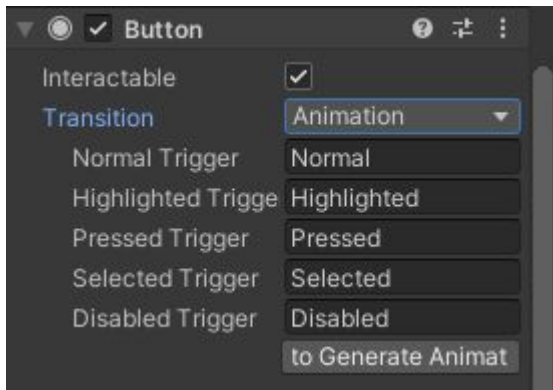 Button
Interactable
Transition Animation
Normal Trigger Normal
Highlighted Trigge Highlighted
Pressed Trigger Pressed
Selected Trigger Selected
Disabled Trigger Disabled
to Generate Animat